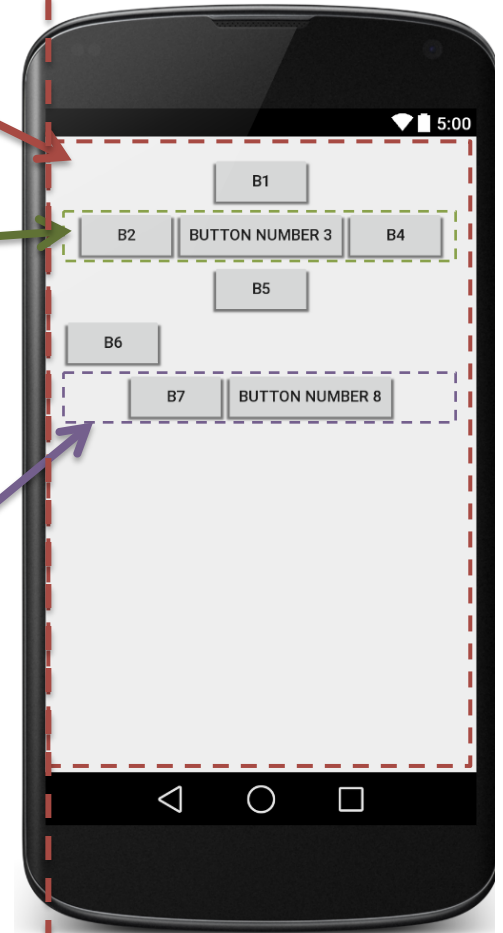 5:00
B1
B2 BUTTON NUMBER 3 B4
B5
B6
B7 BUTTON NUMBER 8